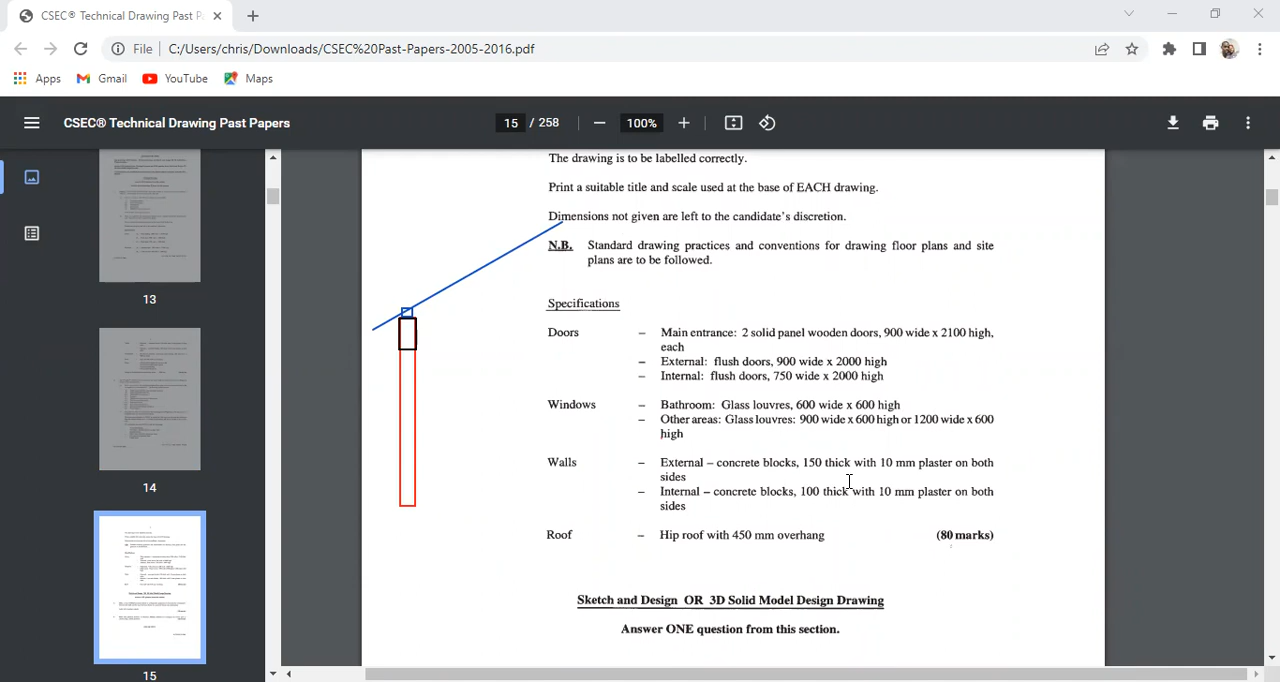 CSEC® Technical Drawing Past P
File
C:/Users/chris/Downloads/CSEC%20Past-Papers-2005-2016.pdf
Apps
Gmail
YouTube
Maps
CSEC® Technical Drawing Past Papers
15 / 258
100%
13
14
15
The drawing is to be labelled correctly.
Print a suitable title and scale used at the base of EACH drawing.
Dimensions not given are left to the candidate's discretion.
N.B. Standard drawing practices and conventions for drawing floor plans and site
plans are to be followed.
Specifications
Doors – Main entrance: 2 solid panel wooden doors, 900 wide x 2100 high,
each
– External: flush doors, 900 wide x 2000 high
– Internal: flush doors, 750 wide x 2000 high
Windows – Bathroom: Glass louvres, 600 wide x 600 high
– Other areas: Glass louvres: 900 wide x 600 high or 1200 wide x 600
high
Walls – External – concrete blocks, 150 thick with 10 mm plaster on both
sides
– Internal – concrete blocks, 100 thick with 10 mm plaster on both
sides
Roof – Hip roof with 450 mm overhang (80 marks)
Sketch and Design OR 3D Solid Model Design Drawing
Answer ONE question from this section.